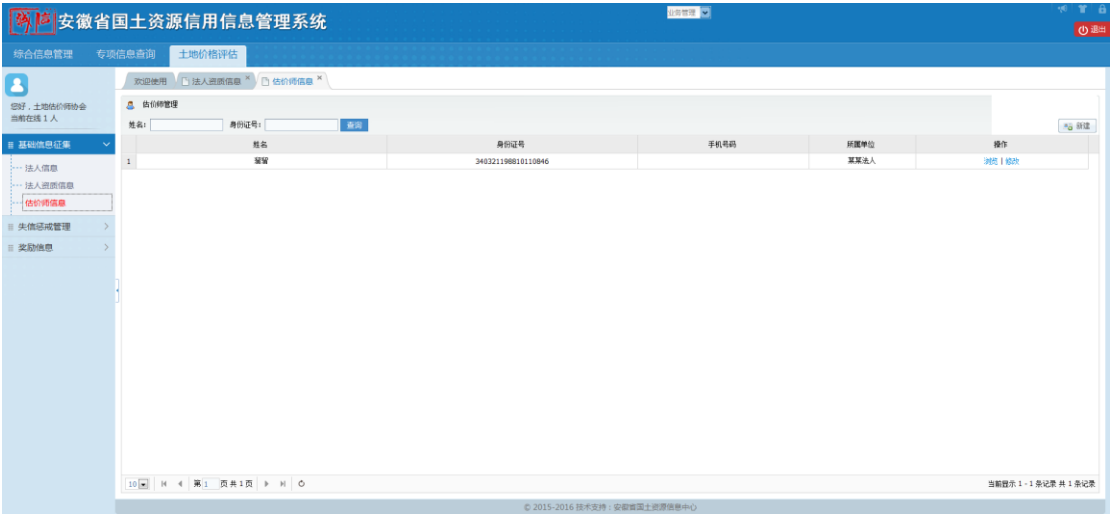 诚信 安徽省国土资源信用信息管理系统
业务管理
退出
综合信息管理 专项信息查询 土地价格评估
您好，土地估价师协会
当前在线 1 人
欢迎使用 法人资质信息 × 估价师信息 ×
估价师管理
姓名： 身份证号： 查询
新建
基础信息征集
法人信息
法人资质信息
估价师信息
失信惩戒管理
奖励信息
姓名 身份证号 手机号码 所属单位 操作
1 340321198810110846 某某法人 浏览 | 修改
10 第 1 页 共 1 页
当前显示 1 - 1 条记录 共 1 条记录
© 2015-2016 技术支持：安徽省国土资源信息中心